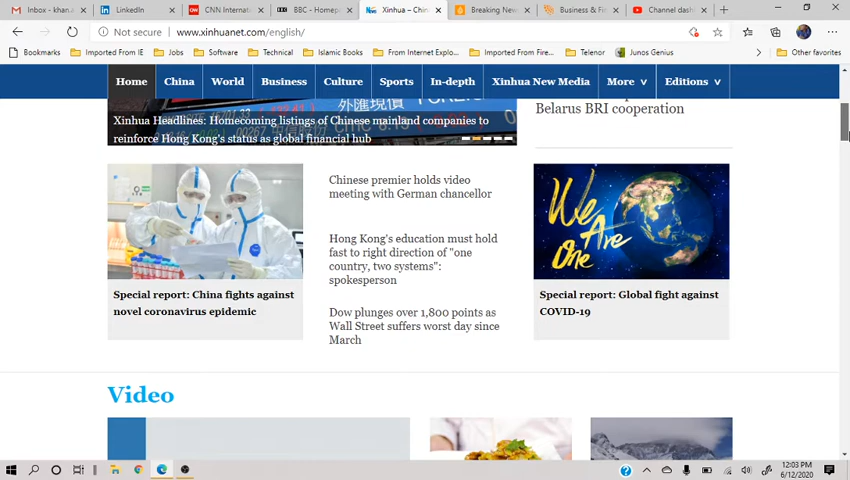 Inbox - khan.a
LinkedIn
CNN Internat
BBC - Homep
Xinhua – Chin
Breaking New
Business & Fi
Channel dash
Not secure
www.xinhuanet.com/english/
Bookmarks
Imported From IE
Jobs
Software
Technical
Islamic Books
From Internet Explo...
Imported From Fire...
Telenor
Junos Genius
Other favorites
Home
China
World
Business
Culture
Sports
In-depth
Xinhua New Media
More
Editions
Belarus BRI cooperation
外匯現價
Xinhua Headlines: Homecoming listings of Chinese mainland companies to
reinforce Hong Kong's status as global financial hub
Chinese premier holds video
meeting with German chancellor
Hong Kong's education must hold
fast to right direction of "one
country, two systems":
spokesperson
Dow plunges over 1,800 points as
Wall Street suffers worst day since
March
We
Are
One
Special report: China fights against
novel coronavirus epidemic
Special report: Global fight against
COVID-19
Video
12:03 PM
6/12/2020